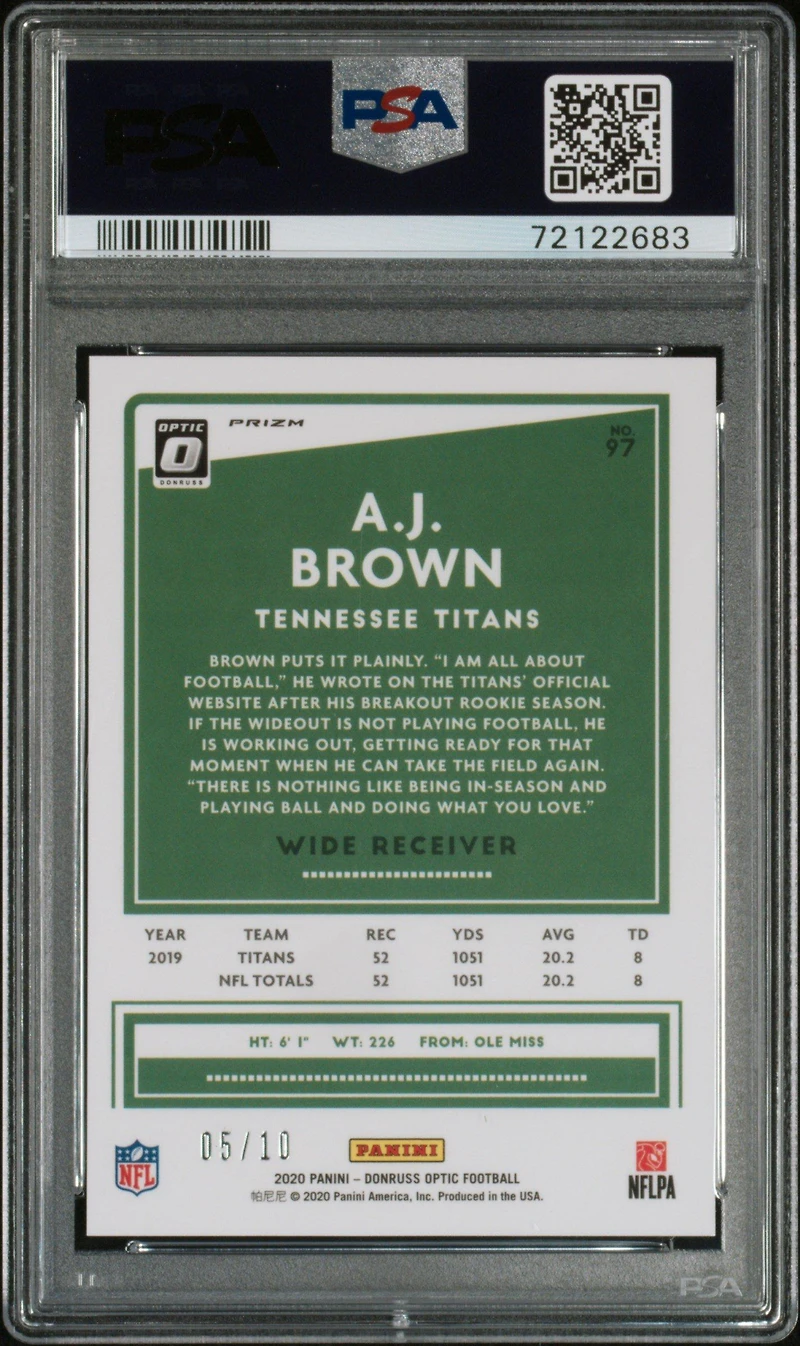 PSA
PSA
72122683
OPTIC
O
DONRUSS
PRIZM
NO.
97
A.J.
BROWN
TENNESSEE TITANS
BROWN PUTS IT PLAINLY. “I AM ALL ABOUT
FOOTBALL,” HE WROTE ON THE TITANS’ OFFICIAL
WEBSITE AFTER HIS BREAKOUT ROOKIE SEASON.
IF THE WIDEOUT IS NOT PLAYING FOOTBALL, HE
IS WORKING OUT, GETTING READY FOR THAT
MOMENT WHEN HE CAN TAKE THE FIELD AGAIN.
“THERE IS NOTHING LIKE BEING IN-SEASON AND
PLAYING BALL AND DOING WHAT YOU LOVE.”
WIDE RECEIVER
YEAR TEAM REC YDS AVG TD
2019 TITANS 52 1051 20.2 8
NFL TOTALS 52 1051 20.2 8
HT: 6' 1" WT: 226 FROM: OLE MISS
05/10
NFL
PANINI
NFLPA
2020 PANINI – DONRUSS OPTIC FOOTBALL
帕尼尼 © 2020 Panini America, Inc. Produced in the USA.
PSA